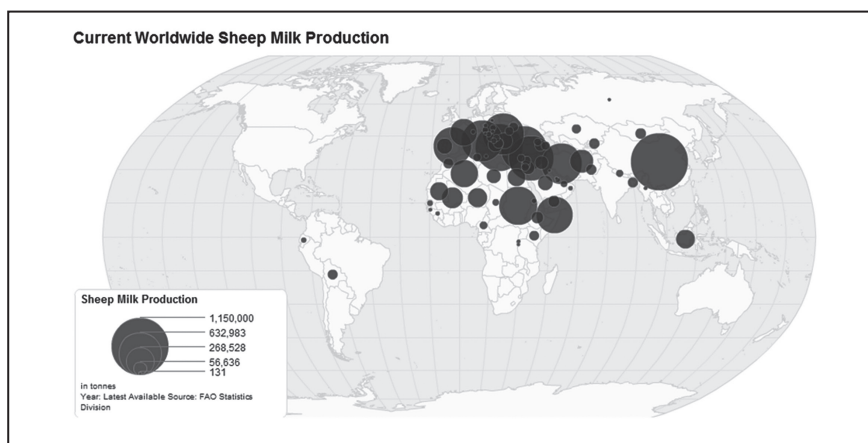 Current Worldwide Sheep Milk Production
Sheep Milk Production
1,150,000
632,983
268,528
56,636
131
in tonnes
Year: Latest Available Source: FAO Statistics
Division